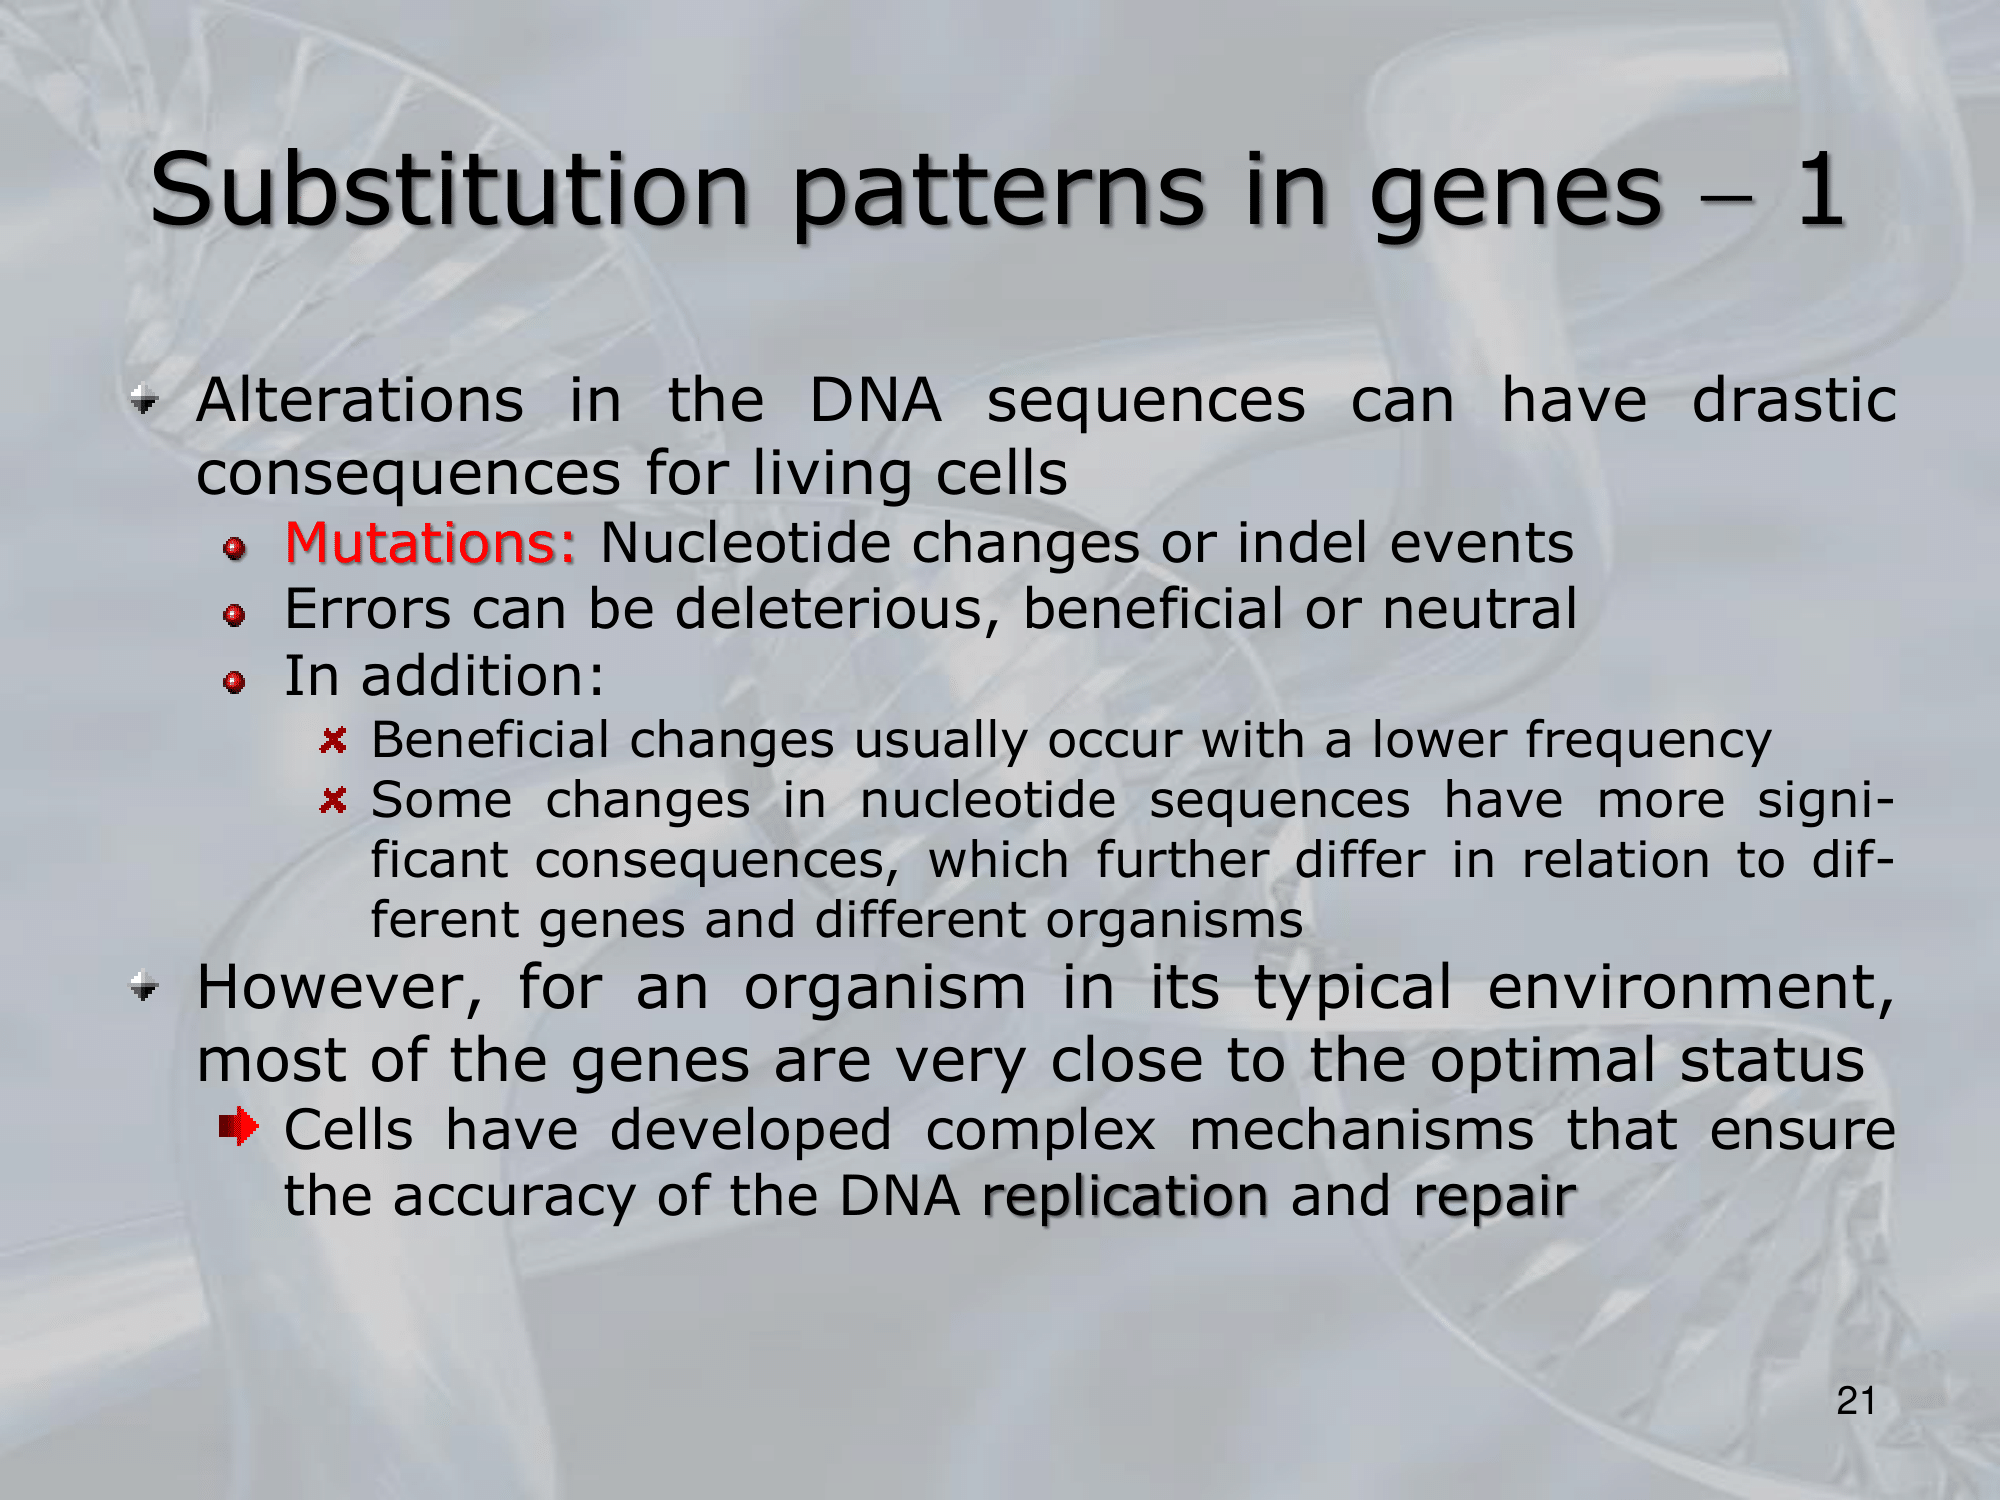 Substitution patterns in genes – 1
Alterations in the DNA sequences can have drastic
consequences for living cells
Mutations: Nucleotide changes or indel events
Errors can be deleterious, beneficial or neutral
In addition:
Beneficial changes usually occur with a lower frequency
Some changes in nucleotide sequences have more signi-
ficant consequences, which further differ in relation to dif-
ferent genes and different organisms
However, for an organism in its typical environment,
most of the genes are very close to the optimal status
Cells have developed complex mechanisms that ensure
the accuracy of the DNA replication and repair
21